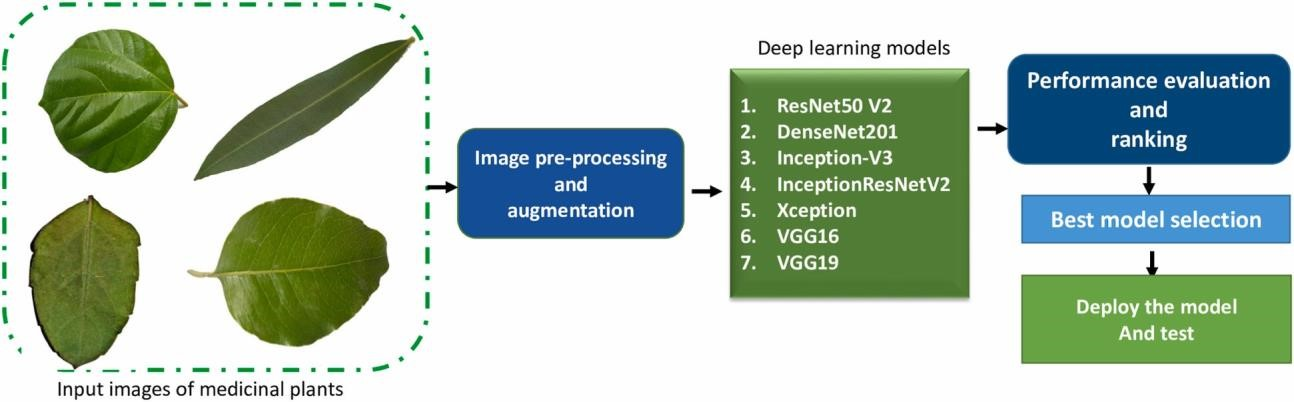 Input images of medicinal plants
Image pre-processing
and
augmentation
Deep learning models
1. ResNet50 V2
2. DenseNet201
3. Inception-V3
4. InceptionResNetV2
5. Xception
6. VGG16
7. VGG19
Performance evaluation
and
ranking
Best model selection
Deploy the model
And test